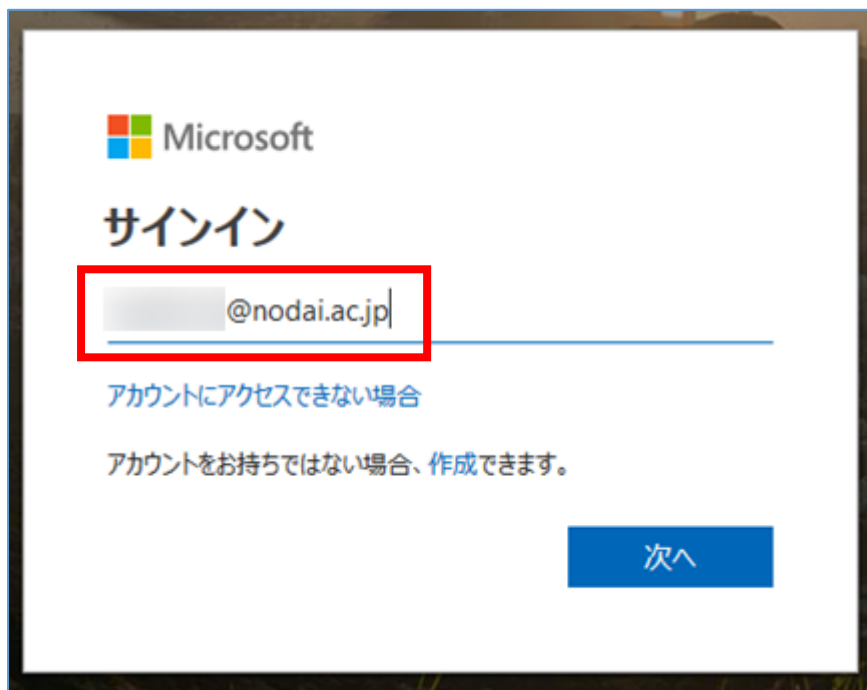 Microsoft
サインイン
@nodai.ac.jp
アカウントにアクセスできない場合
アカウントをお持ちではない場合、作成できます。
次へ